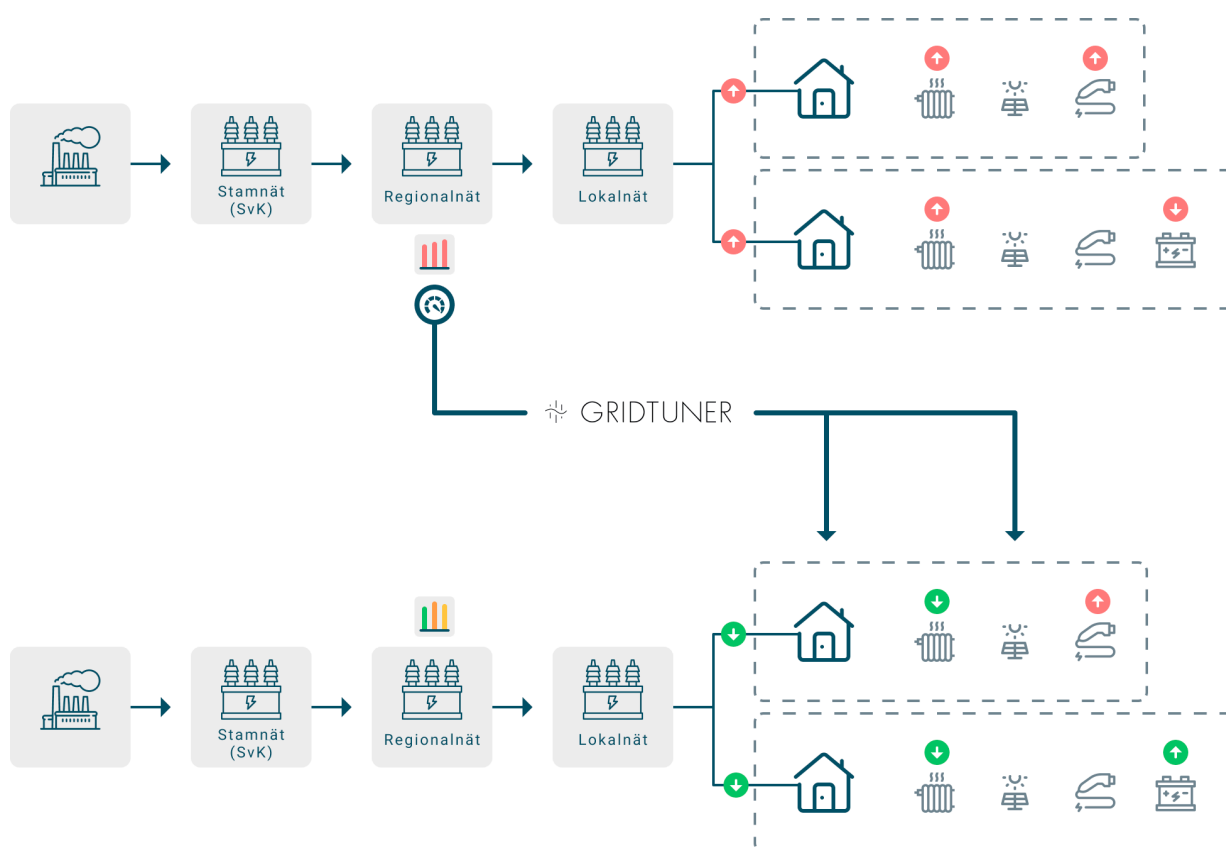 Stamnät
(SvK)
Regionalnät
Lokalnät
GRIDTUNER
Stamnät
(SvK)
Regionalnät
Lokalnät